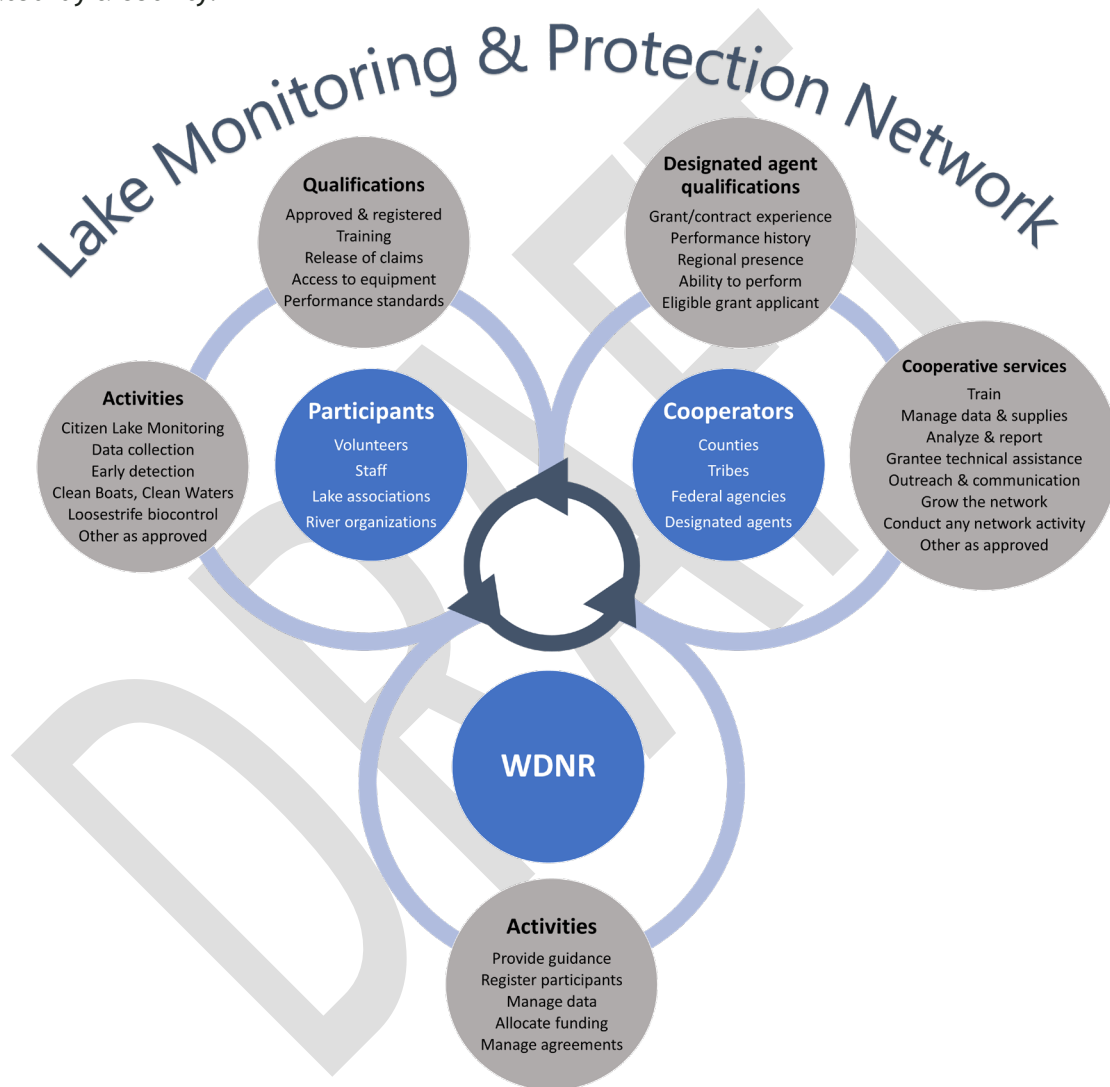 Lake Monitoring & Protection Network
Qualifications
Approved & registered
Training
Release of claims
Access to equipment
Performance standards
Designated agent
qualifications
Grant/contract experience
Performance history
Regional presence
Ability to perform
Eligible grant applicant
Activities
Citizen Lake Monitoring
Data collection
Early detection
Clean Boats, Clean Waters
Loosestrife biocontrol
Other as approved
Participants
Volunteers
Staff
Lake associations
River organizations
Cooperators
Counties
Tribes
Federal agencies
Designated agents
Cooperative services
Train
Manage data & supplies
Analyze & report
Grantee technical assistance
Outreach & communication
Grow the network
Conduct any network activity
Other as approved
WDNR
Activities
Provide guidance
Register participants
Manage data
Allocate funding
Manage agreements
DRAFT